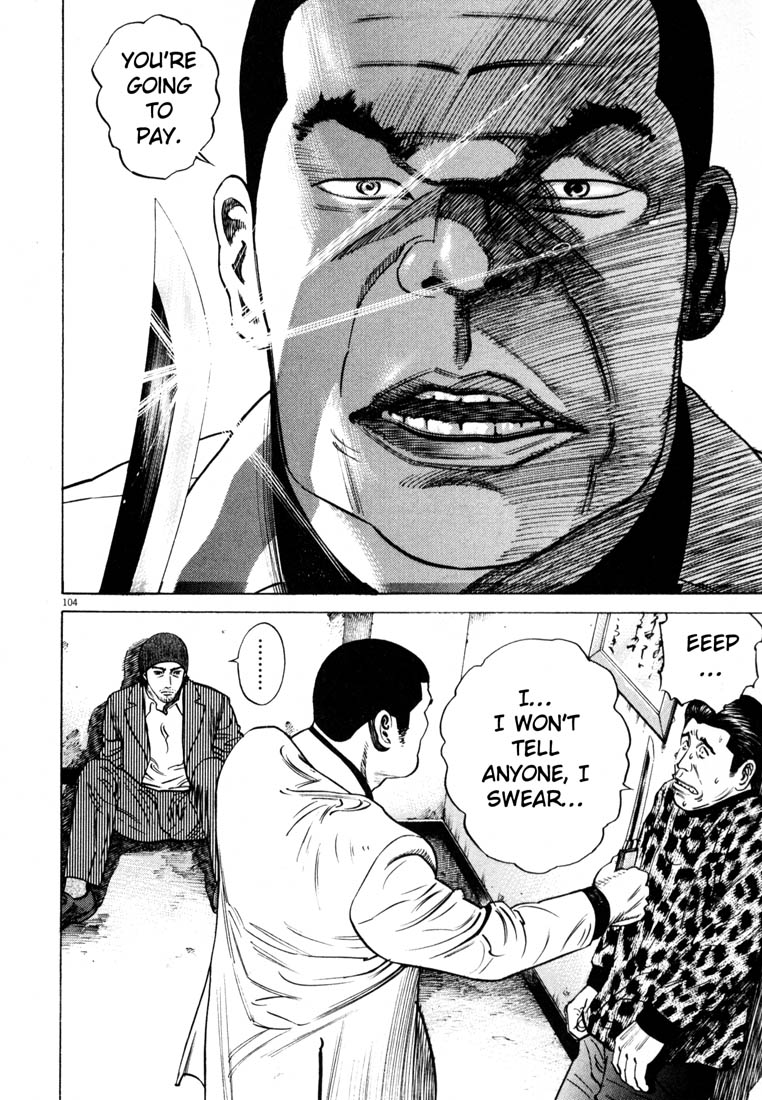 YOU'RE
GOING
TO
PAY.
104
EEEP
...
I...
I WON'T
TELL
ANYONE, I
SWEAR...
.........